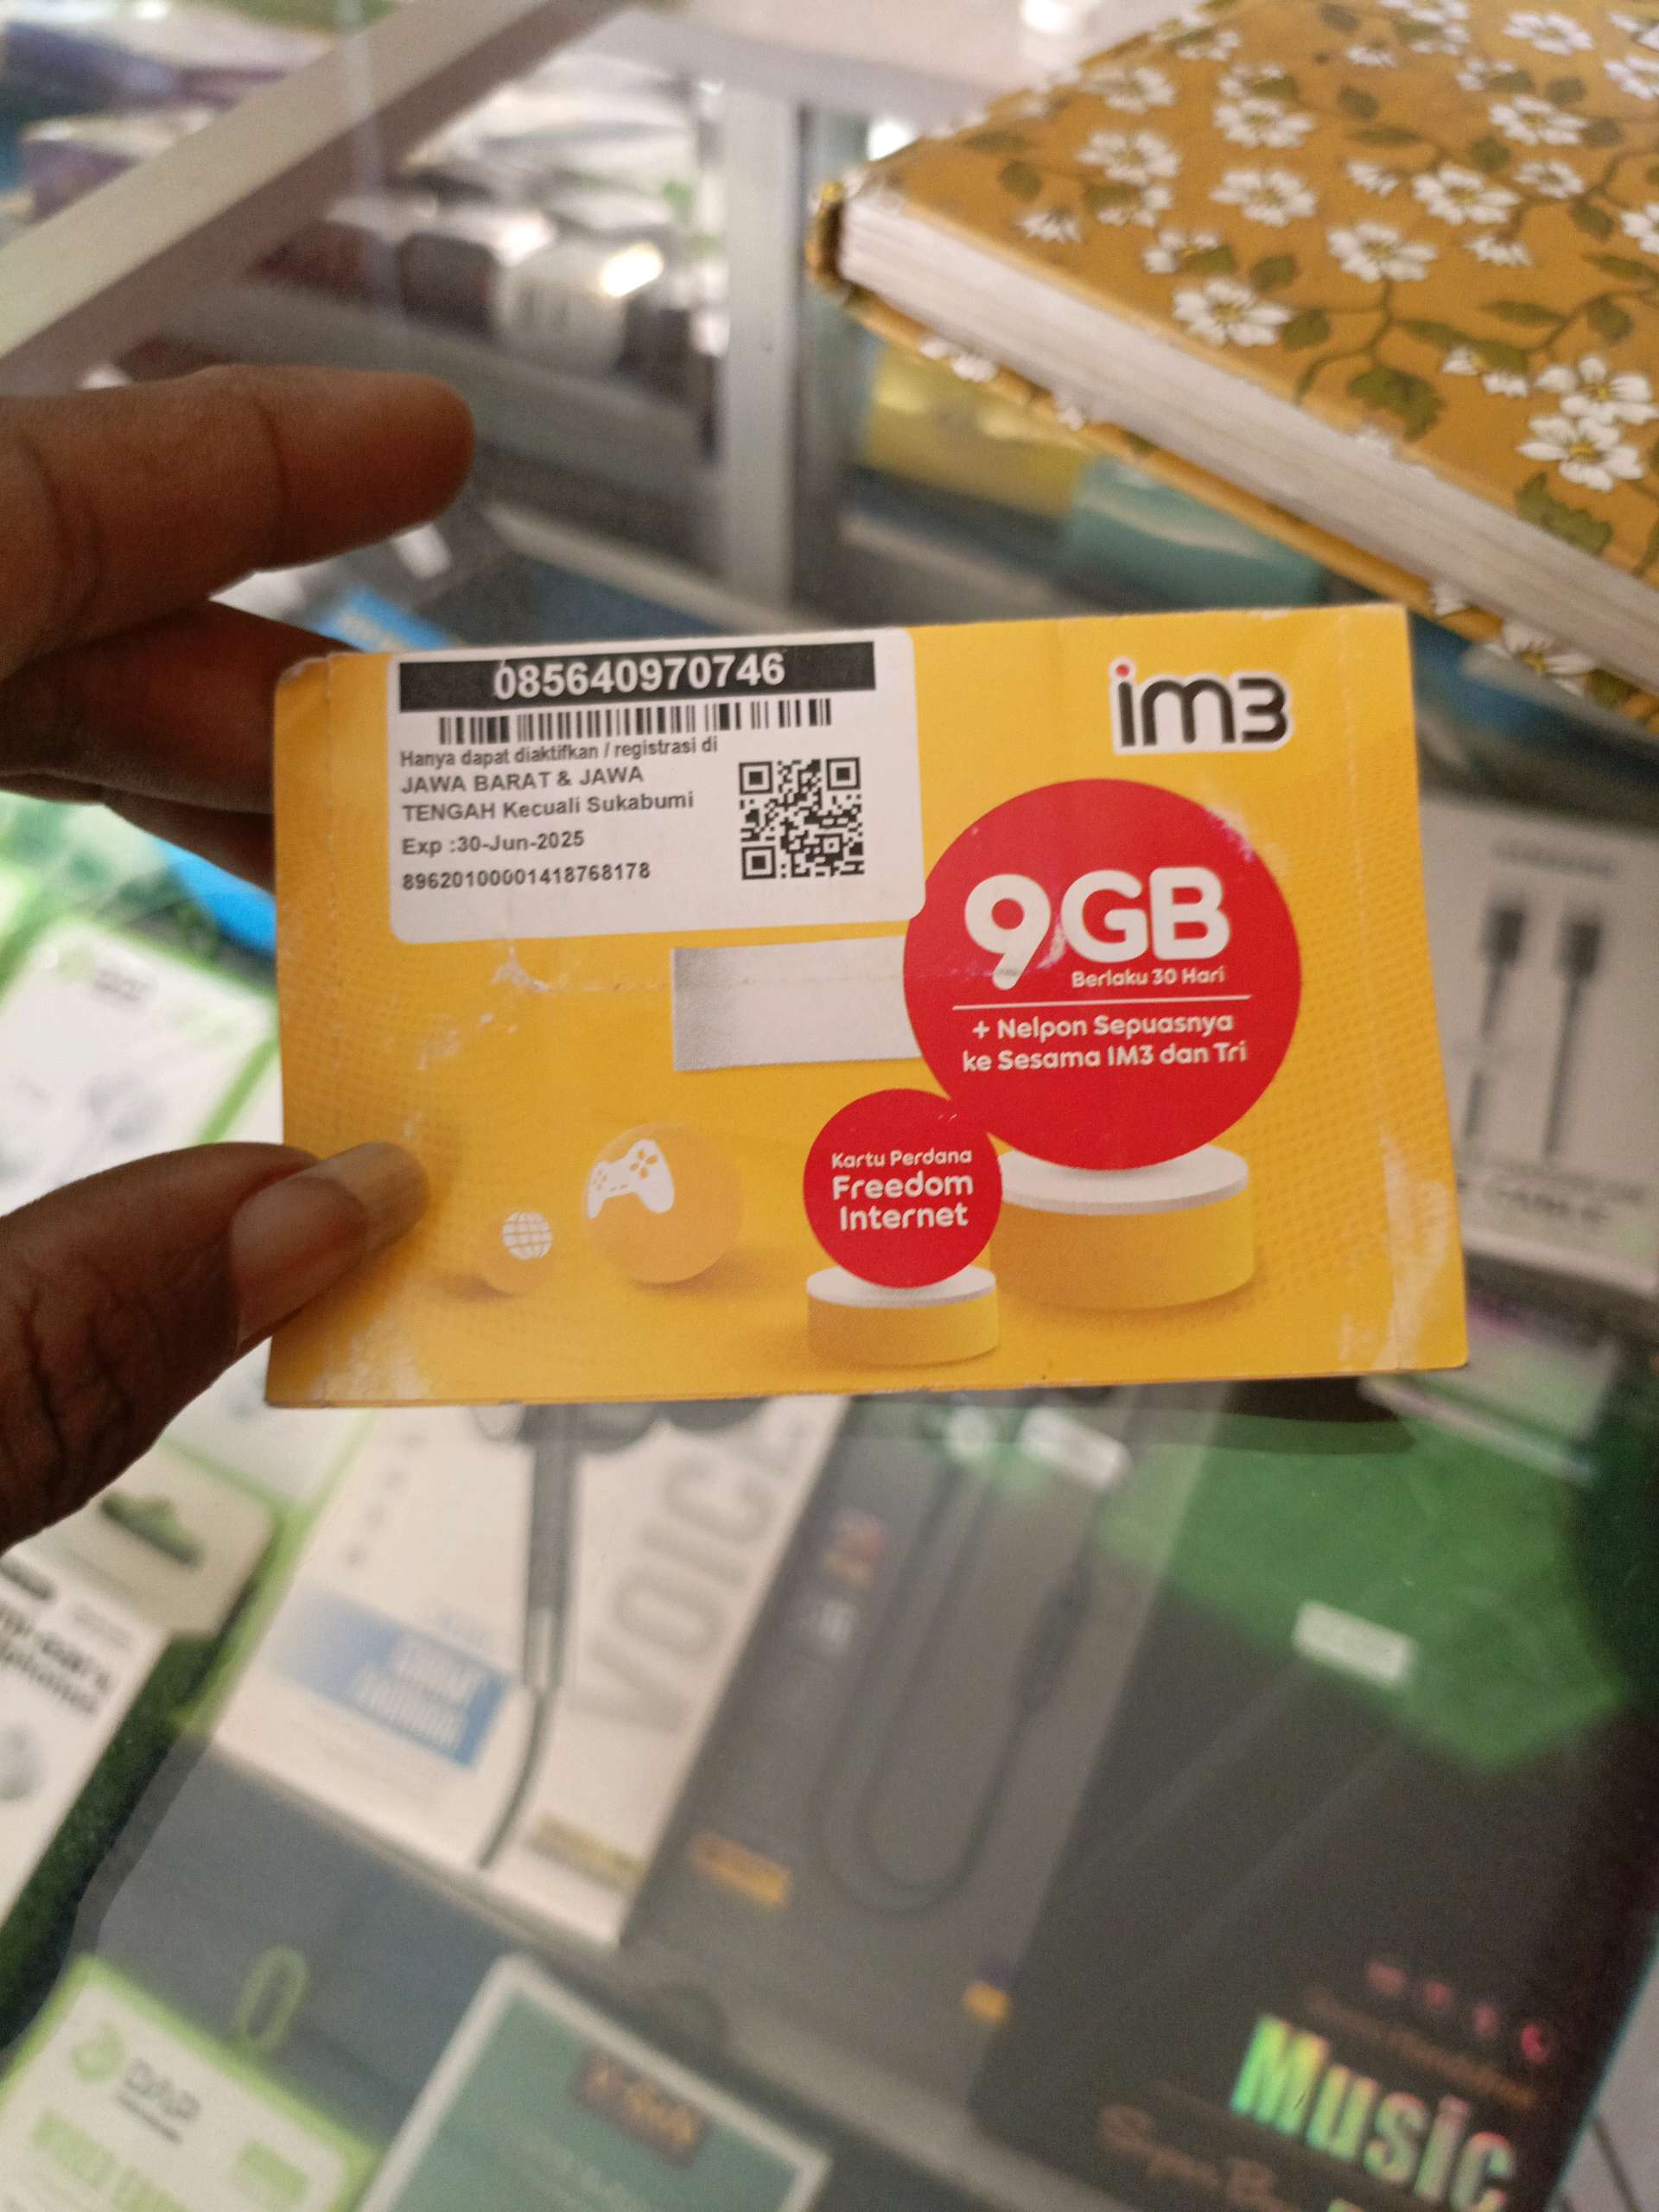 085640970746
Hanya dapat diaktifkan / registrasi di
JAWA BARAT & JAWA
TENGAH Kecuali Sukabumi
Exp :30-Jun-2025
89620100001418768178
im3
9GB
Berlaku 30 Hari
+ Nelpon Sepuasnya
ke Sesama IM3 dan Tri
Kartu Perdana
Freedom
Internet
VOICE
Music